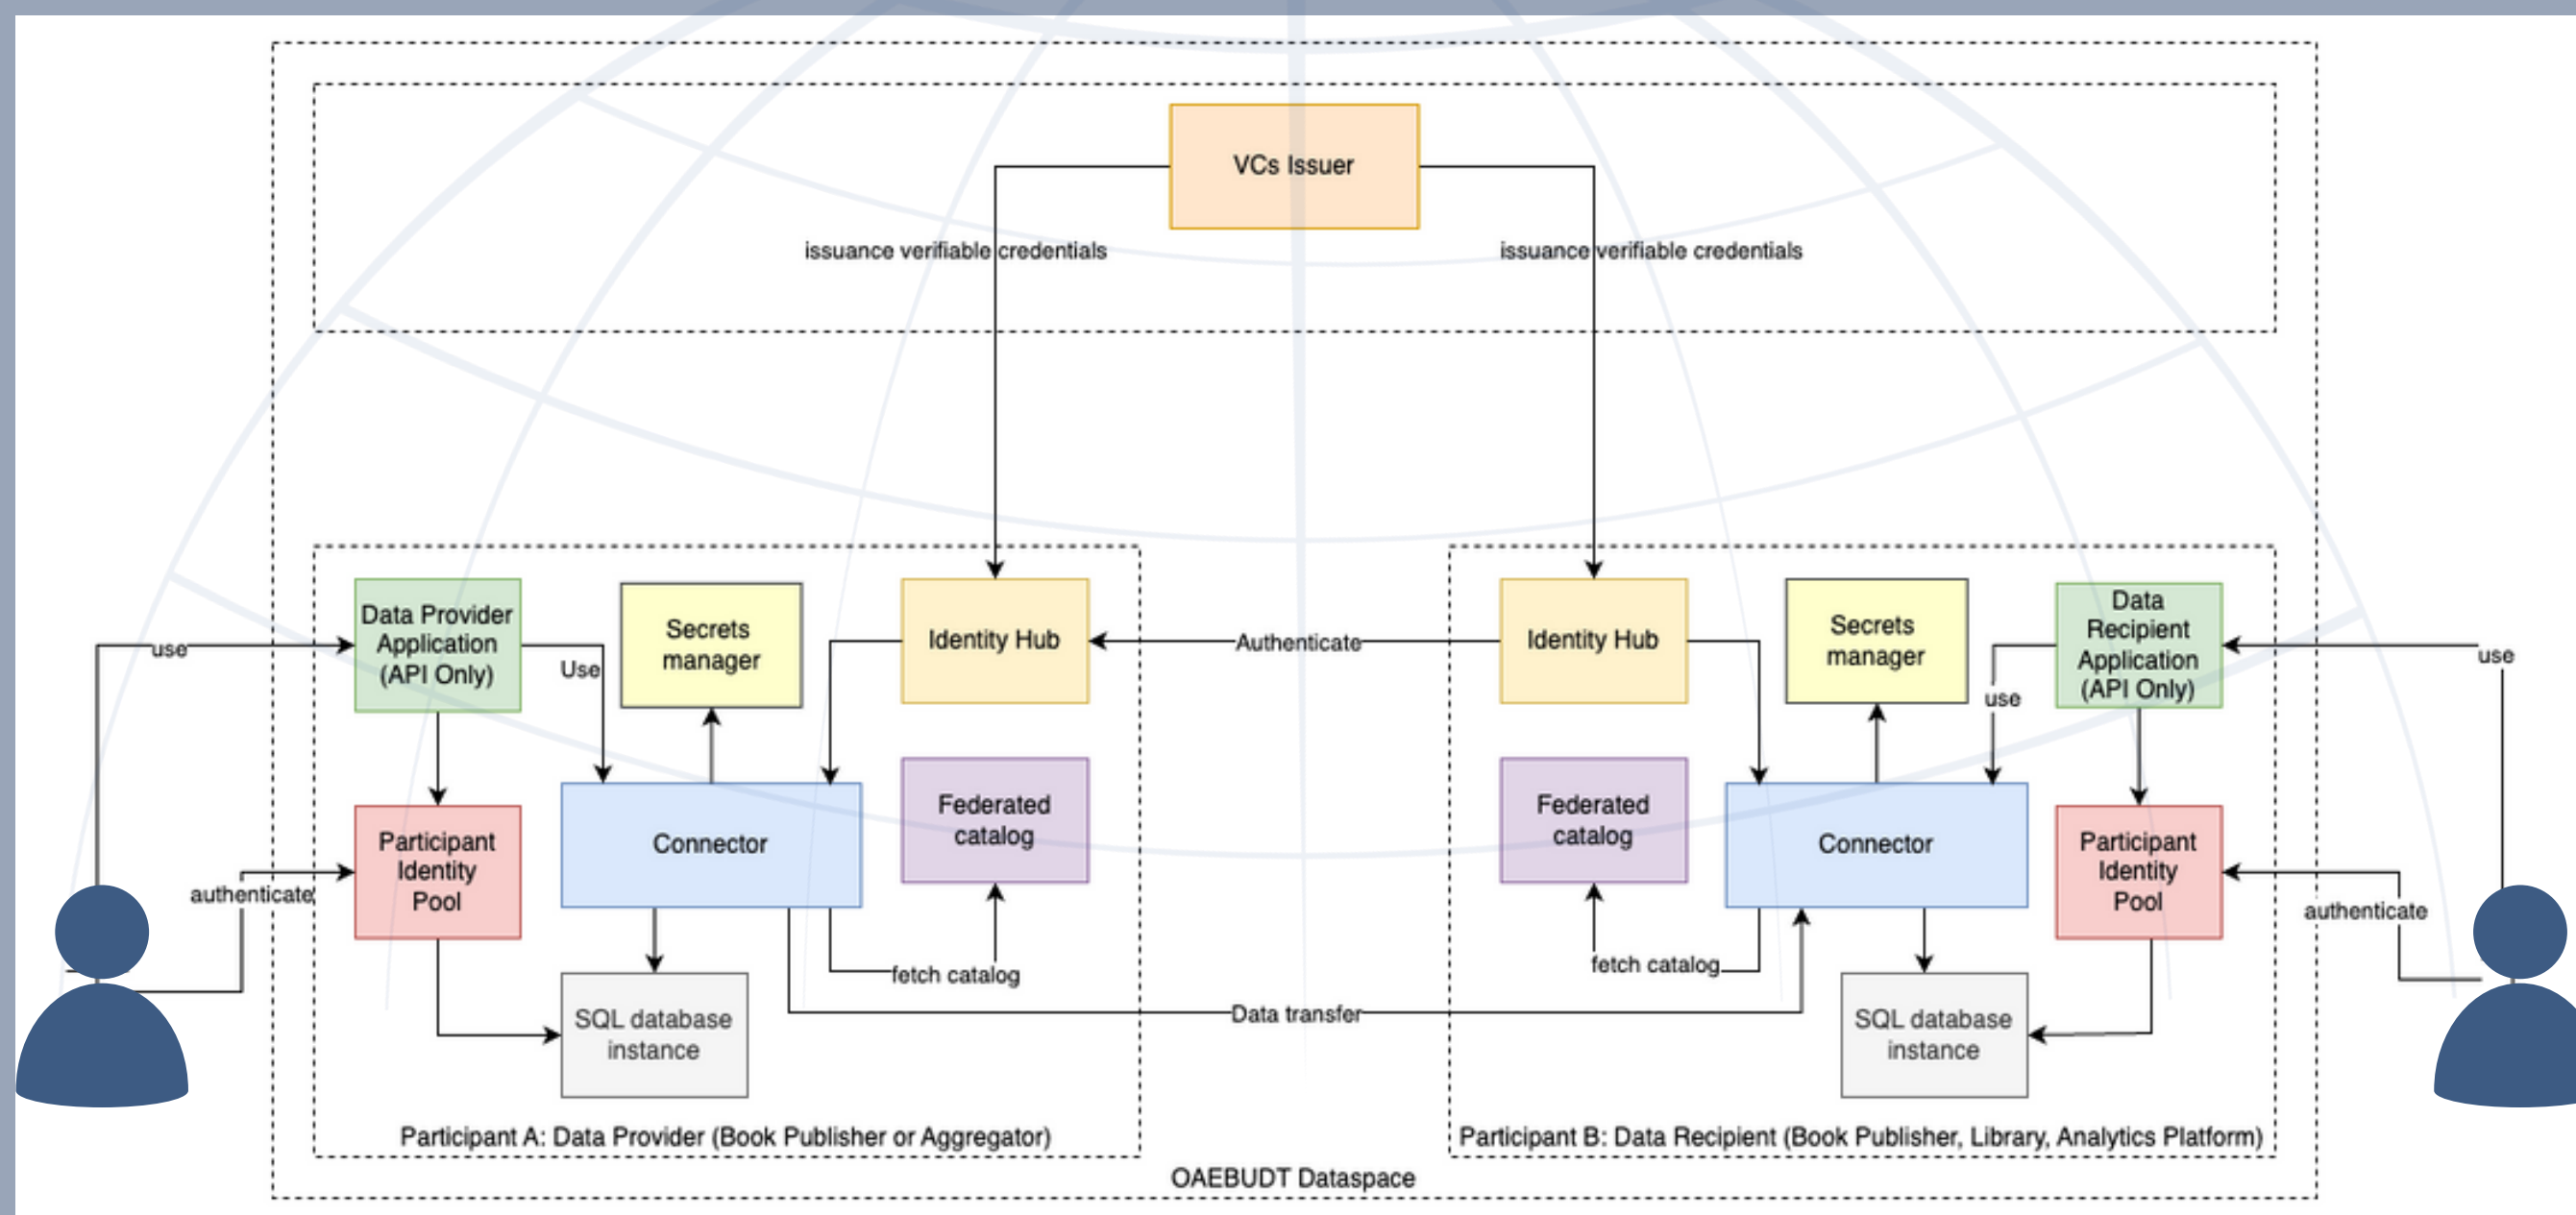 VCs Issuer
issuance verifiable credentials
issuance verifiable credentials
Data Provider
Application
(API Only)
Secrets
manager
Identity Hub
Authenticate
Identity Hub
Secrets
manager
Data
Recipient
Application
(API Only)
use
Use
use
use
Participant
Identity
Pool
Connector
Federated
catalog
Federated
catalog
Connector
Participant
Identity
Pool
authenticate
authenticate
fetch catalog
fetch catalog
SQL database
instance
Data transfer
SQL database
instance
Participant A: Data Provider (Book Publisher or Aggregator)
Participant B: Data Recipient (Book Publisher, Library, Analytics Platform)
OAEBUDT Dataspace